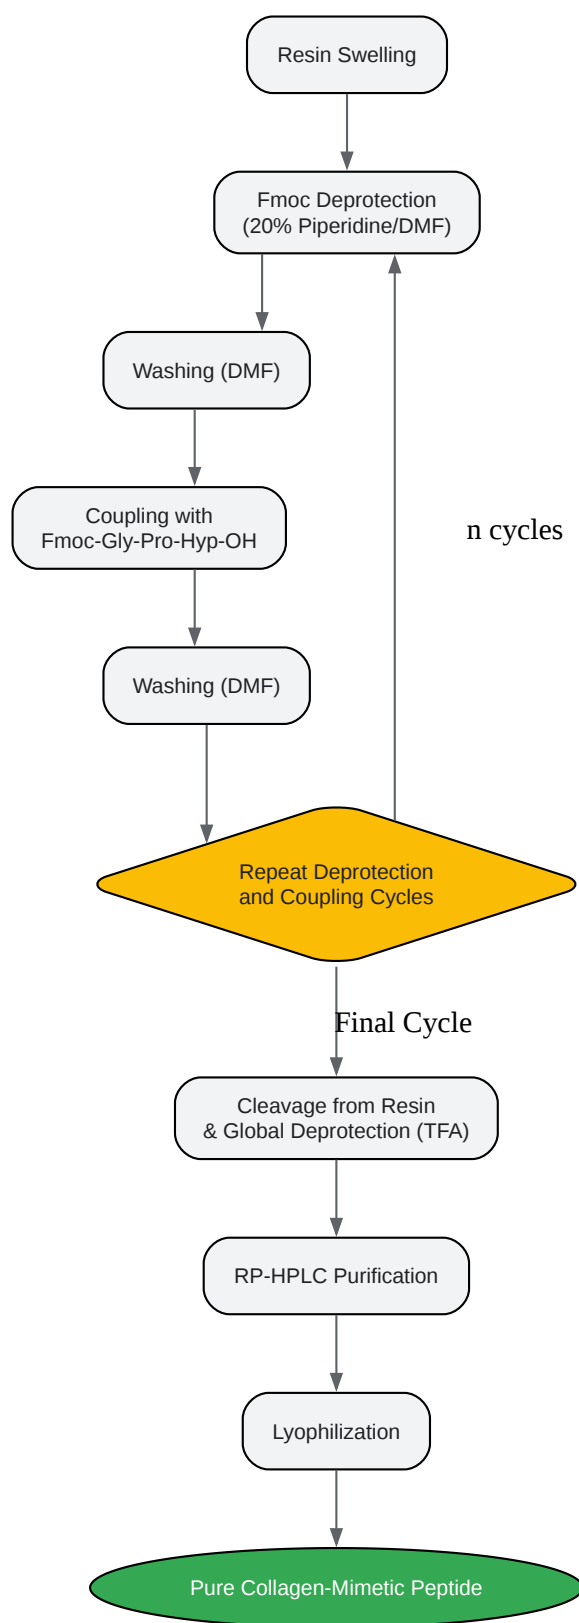 Resin Swelling
Fmoc Deprotection
(20% Piperidine/DMF)
Washing (DMF)
Coupling with
Fmoc-Gly-Pro-Hyp-OH
n cycles
Washing (DMF)
Repeat Deprotection
and Coupling Cycles
Final Cycle
Cleavage from Resin
& Global Deprotection (TFA)
RP-HPLC Purification
Lyophilization
Pure Collagen-Mimetic Peptide